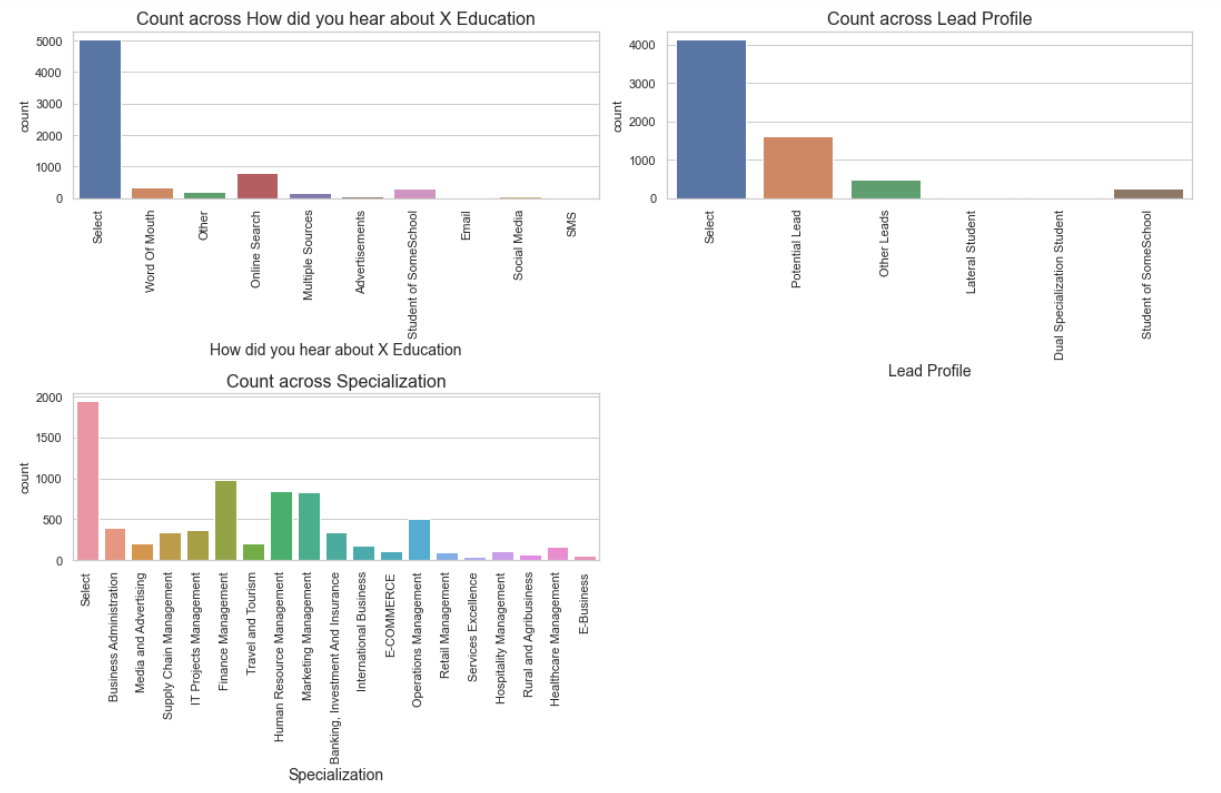 Count across How did you hear about X Education
5000
4000
3000
2000
1000
0
count
Select
Word Of Mouth
Other
Online Search
Multiple Sources
Advertisements
Student of SomeSchool
Email
Social Media
SMS
How did you hear about X Education
Count across Lead Profile
4000
3000
2000
1000
0
count
Select
Potential Lead
Other Leads
Lateral Student
Dual Specialization Student
Student of SomeSchool
Lead Profile
Count across Specialization
2000
1500
1000
500
0
count
Select
Business Administration
Media and Advertising
Supply Chain Management
IT Projects Management
Finance Management
Travel and Tourism
Human Resource Management
Marketing Management
Banking, Investment And Insurance
International Business
E-COMMERCE
Operations Management
Retail Management
Services Excellence
Hospitality Management
Rural and Agribusiness
Healthcare Management
E-Business
Specialization